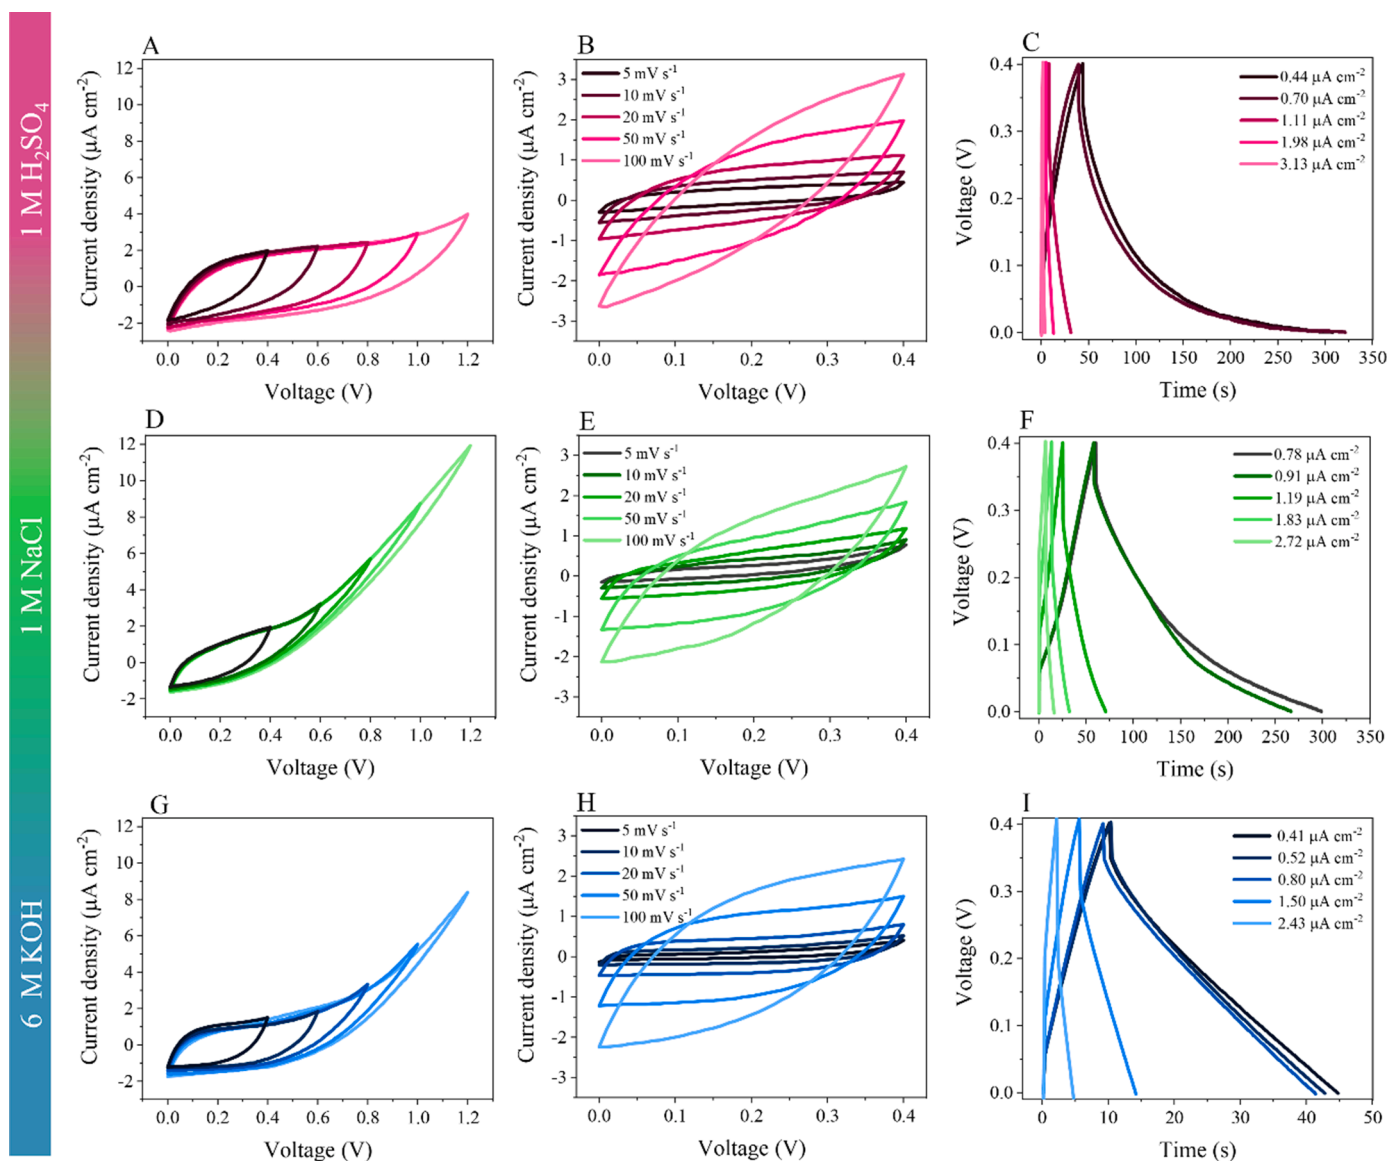 1 M H₂SO₄
1 M NaCl
6 M KOH
A
Current density (µA cm⁻²)
12
10
8
6
4
2
0
-2
0.0 0.2 0.4 0.6 0.8 1.0 1.2
Voltage (V)
B
Current density (µA cm⁻²)
3
2
1
0
-1
-2
-3
5 mV s⁻¹
10 mV s⁻¹
20 mV s⁻¹
50 mV s⁻¹
100 mV s⁻¹
0.0 0.1 0.2 0.3 0.4
Voltage (V)
C
Voltage (V)
0.4
0.3
0.2
0.1
0.0
0.44 µA cm⁻²
0.70 µA cm⁻²
1.11 µA cm⁻²
1.98 µA cm⁻²
3.13 µA cm⁻²
0 50 100 150 200 250 300 350
Time (s)
D
Current density (µA cm⁻²)
12
10
8
6
4
2
0
-2
0.0 0.2 0.4 0.6 0.8 1.0 1.2
Voltage (V)
E
Current density (µA cm⁻²)
3
2
1
0
-1
-2
-3
5 mV s⁻¹
10 mV s⁻¹
20 mV s⁻¹
50 mV s⁻¹
100 mV s⁻¹
0.0 0.1 0.2 0.3 0.4
Voltage (V)
F
Voltage (V)
0.4
0.3
0.2
0.1
0.0
0.78 µA cm⁻²
0.91 µA cm⁻²
1.19 µA cm⁻²
1.83 µA cm⁻²
2.72 µA cm⁻²
0 50 100 150 200 250 300 350
Time (s)
G
Current density (µA cm⁻²)
12
10
8
6
4
2
0
-2
0.0 0.2 0.4 0.6 0.8 1.0 1.2
Voltage (V)
H
Current density (µA cm⁻²)
3
2
1
0
-1
-2
-3
5 mV s⁻¹
10 mV s⁻¹
20 mV s⁻¹
50 mV s⁻¹
100 mV s⁻¹
0.0 0.1 0.2 0.3 0.4
Voltage (V)
I
Voltage (V)
0.4
0.3
0.2
0.1
0.0
0.41 µA cm⁻²
0.52 µA cm⁻²
0.80 µA cm⁻²
1.50 µA cm⁻²
2.43 µA cm⁻²
0 10 20 30 40 50
Time (s)